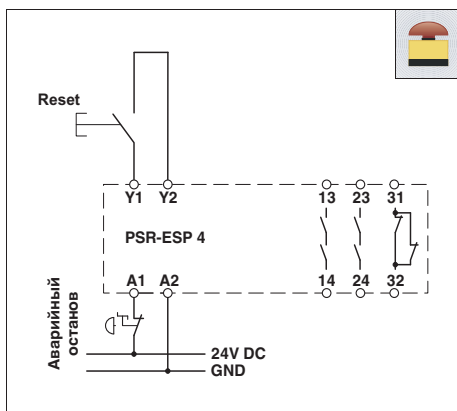 Reset
Y1 Y2 13 23 31
PSR-ESP 4
A1 A2 14 24 32
Аварийный
останов
24V DC
GND